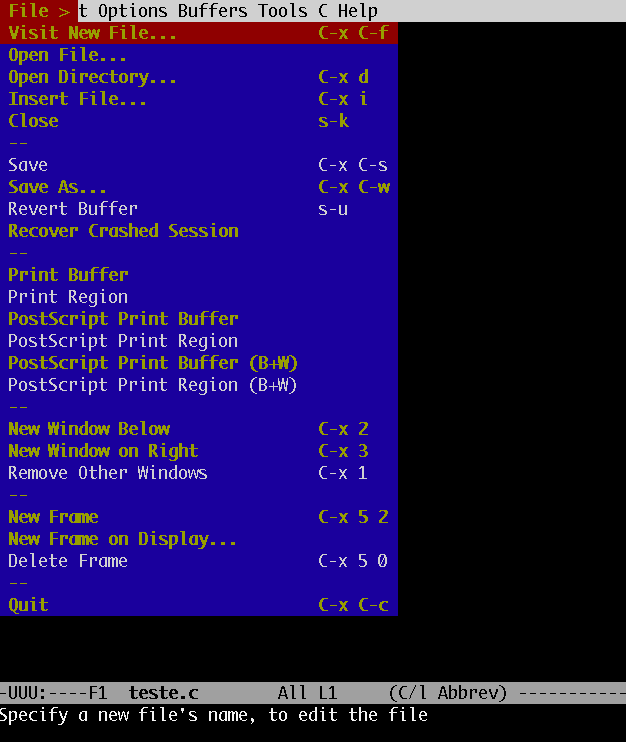 File > t Options Buffers Tools C Help
Visit New File... C-x C-f
Open File...
Open Directory... C-x d
Insert File... C-x i
Close s-k
--
Save C-x C-s
Save As... C-x C-w
Revert Buffer s-u
Recover Crashed Session
--
Print Buffer
Print Region
PostScript Print Buffer
PostScript Print Region
PostScript Print Buffer (B+W)
PostScript Print Region (B+W)
--
New Window Below C-x 2
New Window on Right C-x 3
Remove Other Windows C-x 1
--
New Frame C-x 5 2
New Frame on Display...
Delete Frame C-x 5 0
--
Quit C-x C-c
-UUU:----F1 teste.c All L1 (C/l Abbrev) -----------
Specify a new file's name, to edit the file